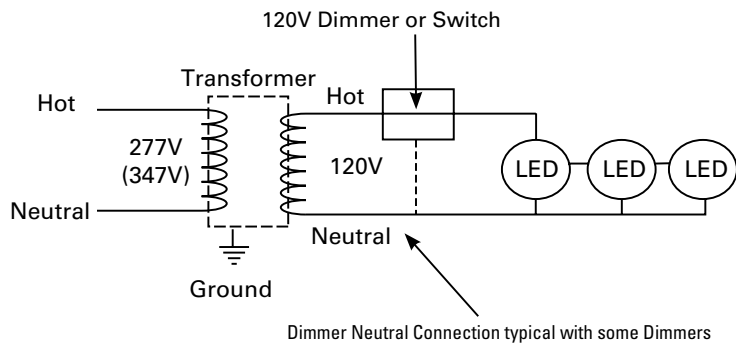 120V Dimmer or Switch
Transformer
Hot
Hot
277V
(347V)
120V
LED
LED
LED
Neutral
Neutral
Ground
Dimmer Neutral Connection typical with some Dimmers